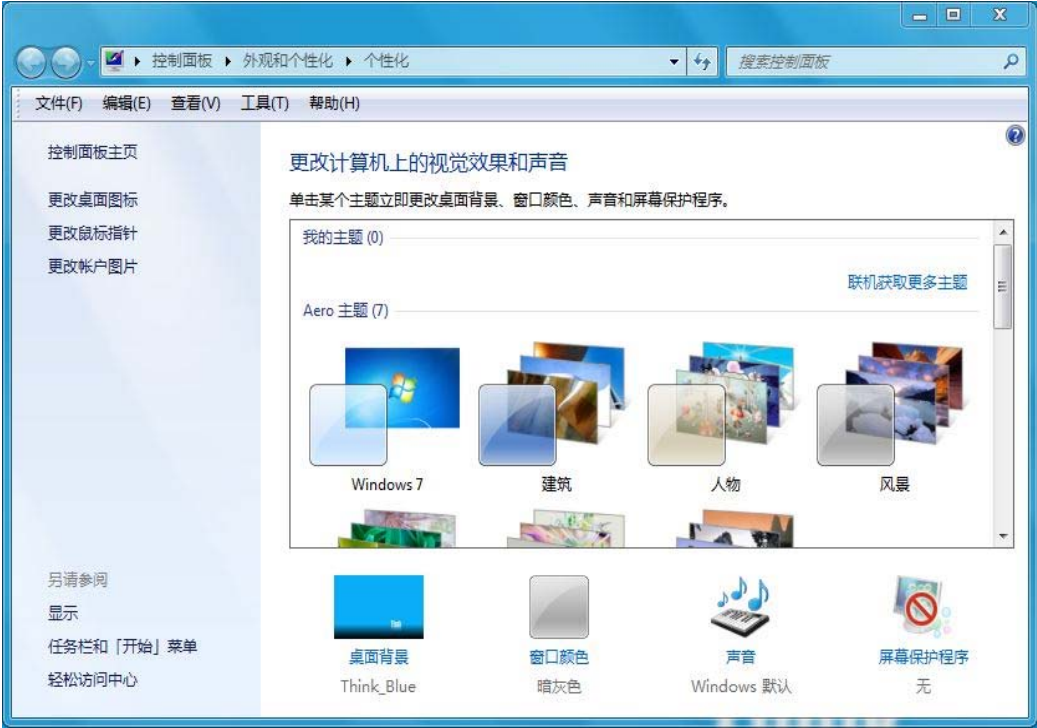 控制面板 外观和个性化 个性化 搜索控制面板
文件(F) 编辑(E) 查看(V) 工具(T) 帮助(H)
控制面板主页
更改桌面图标
更改鼠标指针
更改帐户图片
另请参阅
显示
任务栏和「开始」菜单
轻松访问中心
更改计算机上的视觉效果和声音
单击某个主题立即更改桌面背景、窗口颜色、声音和屏幕保护程序。
我的主题 (0)
联机获取更多主题
Aero 主题 (7)
Windows 7 建筑 人物 风景
桌面背景 窗口颜色 声音 屏幕保护程序
Think_Blue 暗灰色 Windows 默认 无